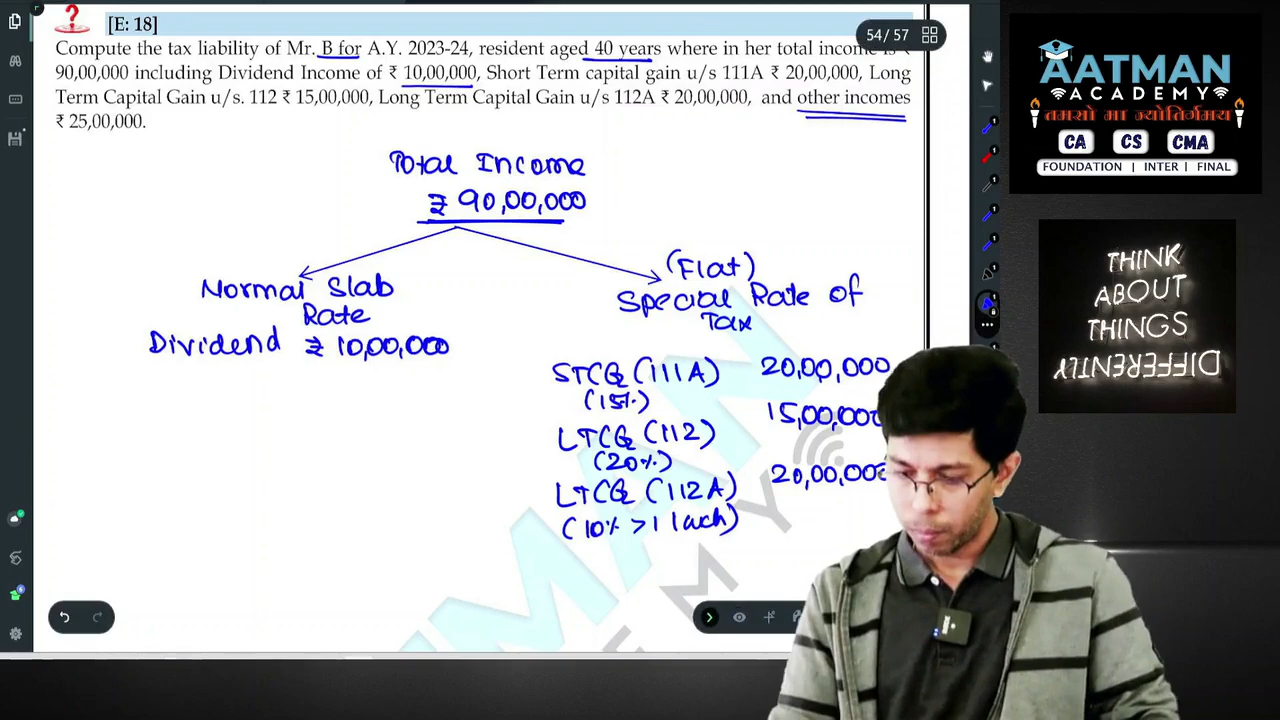 [E: 18]
Compute the tax liability of Mr. B for A.Y. 2023-24, resident aged 40 years where in her total income is ₹
90,00,000 including Dividend Income of ₹ 10,00,000, Short Term capital gain u/s 111A ₹ 20,00,000, Long
Term Capital Gain u/s. 112 ₹ 15,00,000, Long Term Capital Gain u/s 112A ₹ 20,00,000, and other incomes
₹ 25,00,000.
54/57
Total Income
₹ 90,00,000
Normal Slab
Rate
Dividend ₹ 10,00,000
(Flat)
Special Rate of
Tax
STCG (111A) 20,00,000
(15%)
15,00,000
LTCG (112)
(20%)
LTCG (112A) 20,00,000
(10% > 1 lach)
AATMAN
ACADEMY
तमसो मा ज्योतिर्गमय
CA CS CMA
FOUNDATION | INTER | FINAL
THINK
ABOUT
THINGS
DIFFERENTLY